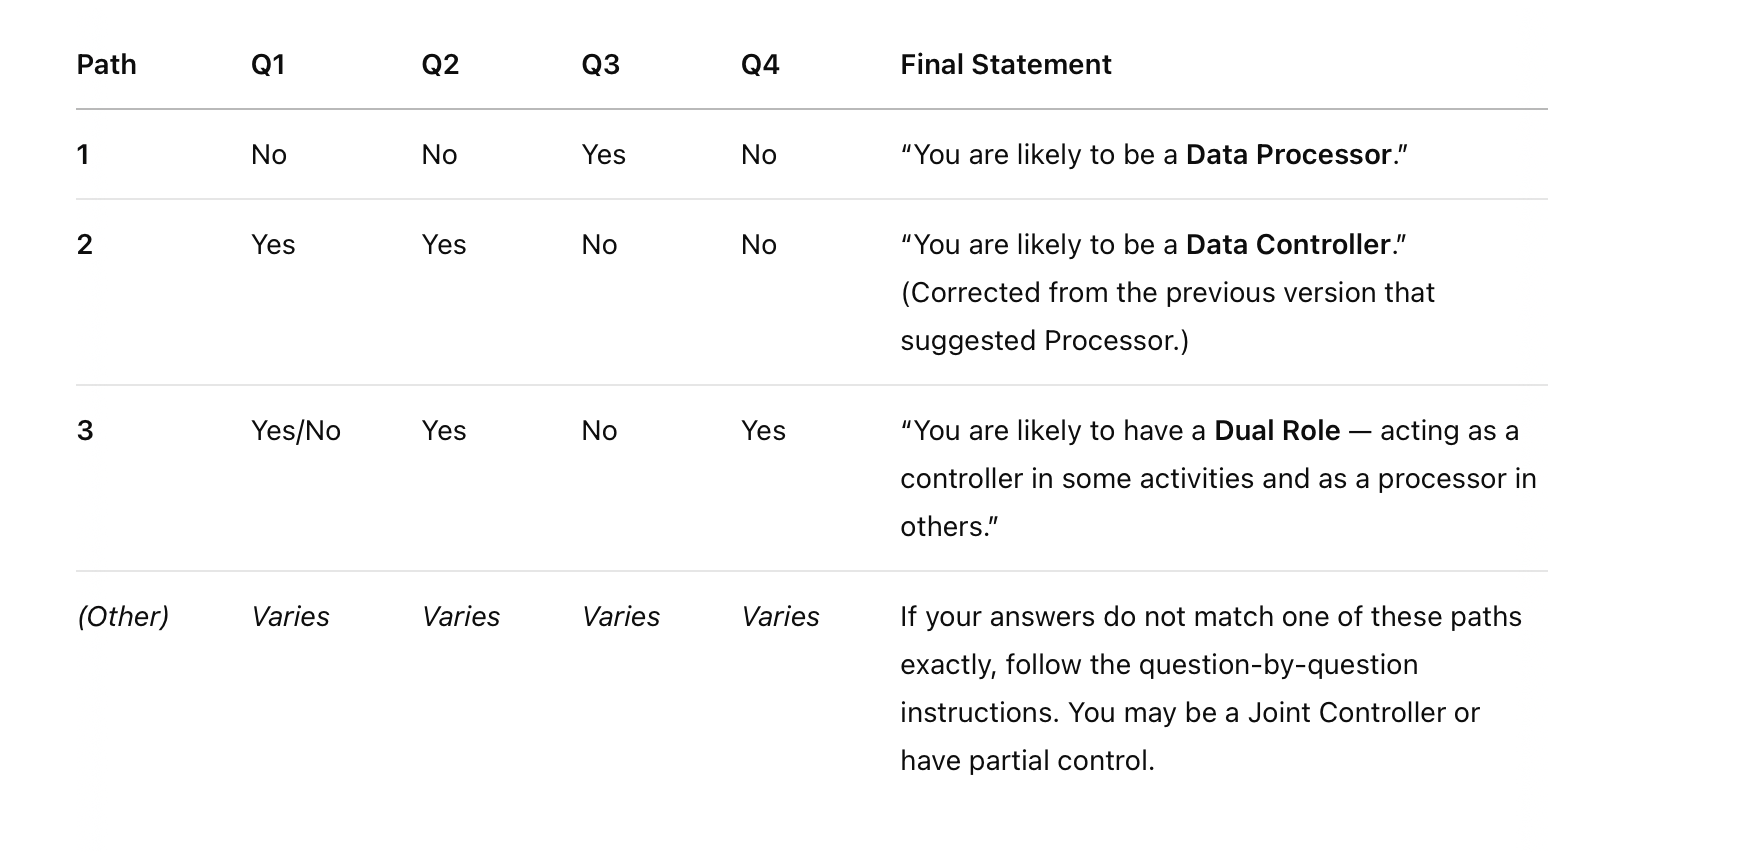 Path Q1 Q2 Q3 Q4 Final Statement
1 No No Yes No “You are likely to be a Data Processor.”
2 Yes Yes No No “You are likely to be a Data Controller.”
(Corrected from the previous version that
suggested Processor.)
3 Yes/No Yes No Yes “You are likely to have a Dual Role — acting as a
controller in some activities and as a processor in
others.”
(Other) Varies Varies Varies Varies If your answers do not match one of these paths
exactly, follow the question-by-question
instructions. You may be a Joint Controller or
have partial control.